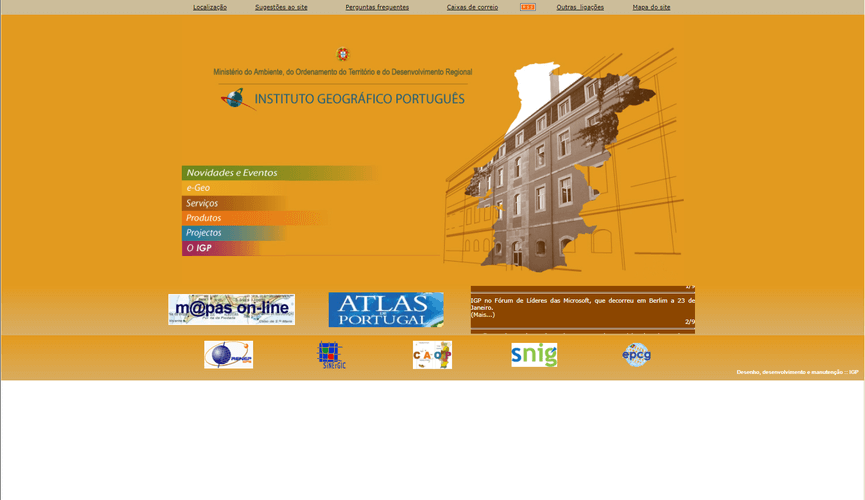 Localização Sugestões ao site Perguntas frequentes Caixas de correio Outras ligações Mapa do site
Ministério do Ambiente, do Ordenamento do Território e do Desenvolvimento Regional
INSTITUTO GEOGRÁFICO PORTUGUÊS
Novidades e Eventos
e-Geo
Serviços
Produtos
Projectos
O IGP
m@pas on-line
ATLAS
DE PORTUGAL
1/9
IGP no Fórum de Líderes das Microsoft, que decorreu em Berlim a 23 de
Janeiro.
(Mais...)
2/9
SiNErGIC
CAOP
snig
epcg
Desenho, desenvolvimento e manutenção :: IGP